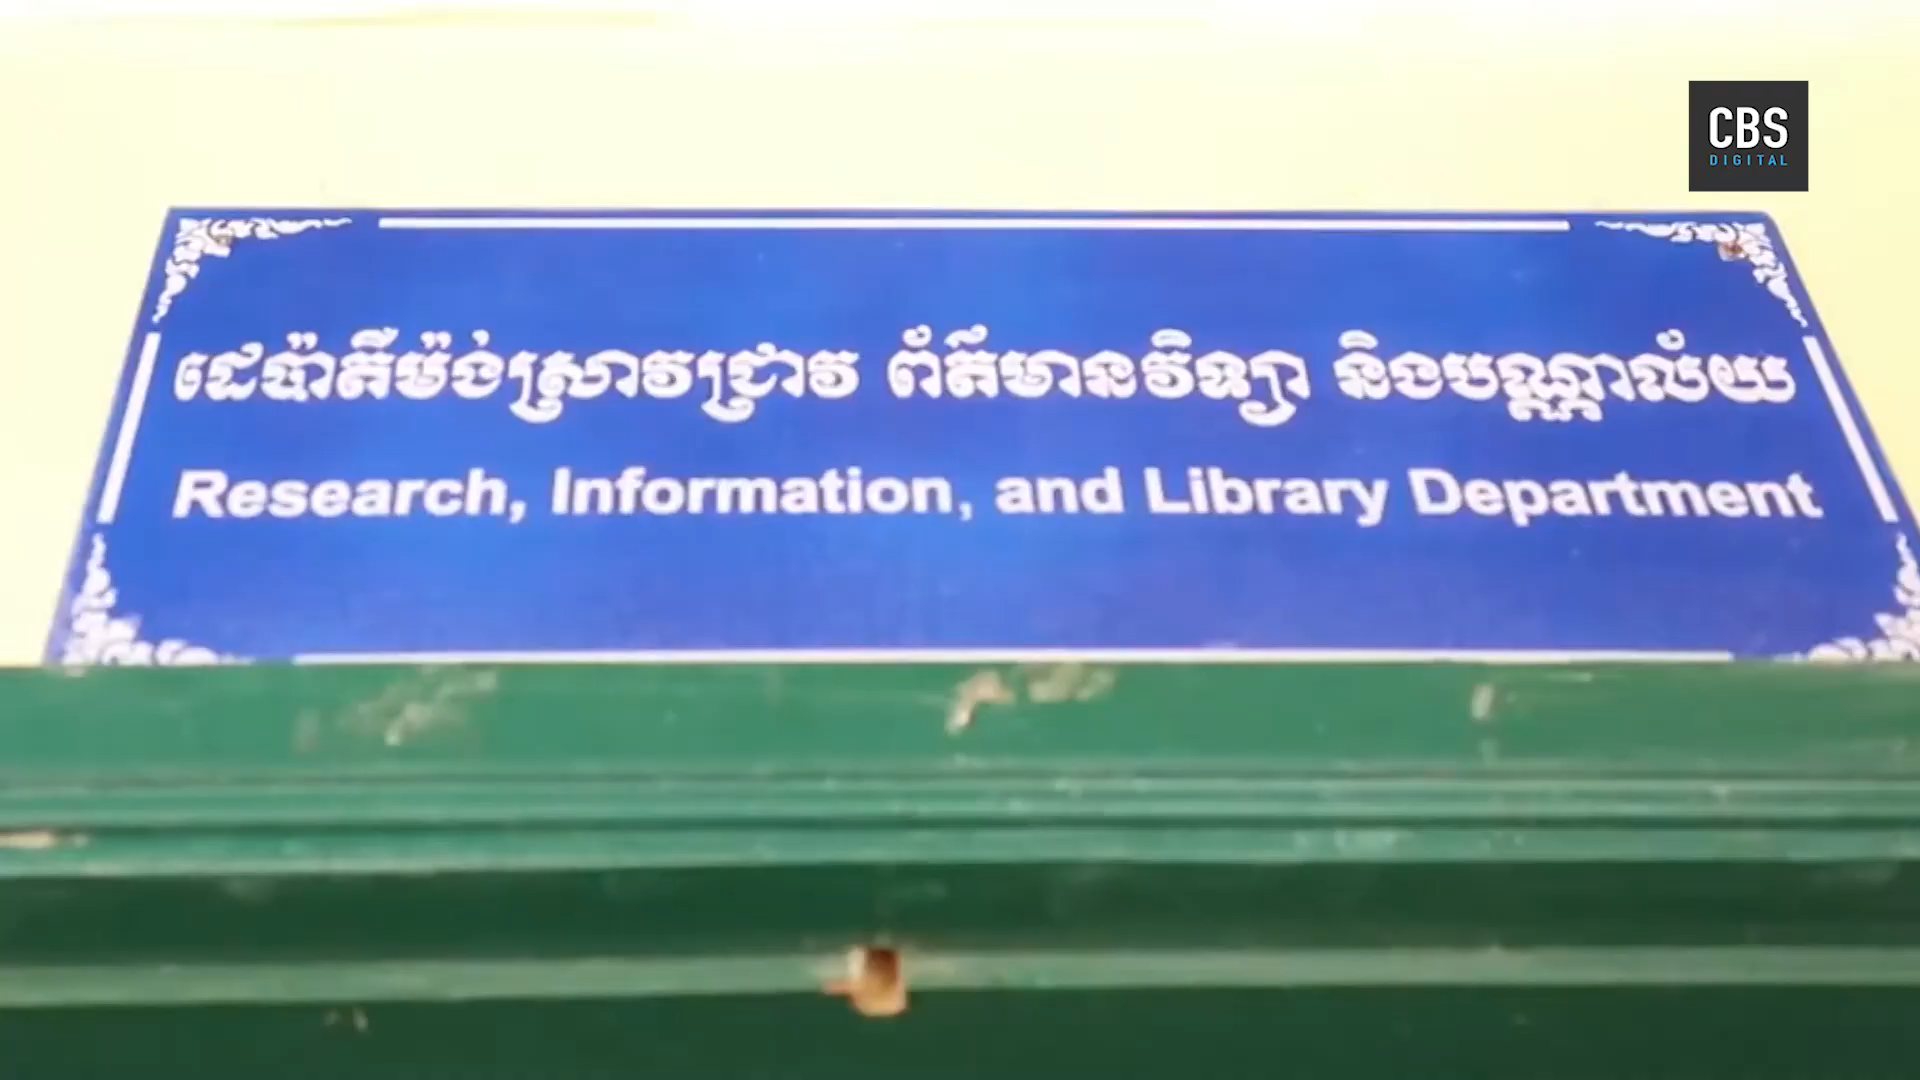 CBS
DIGITAL
ដេប៉ាតឺម៉ង់ស្រាវជ្រាវ ព័ត៌មានវិទ្យា និងបណ្ណាល័យ
Research, Information, and Library Department